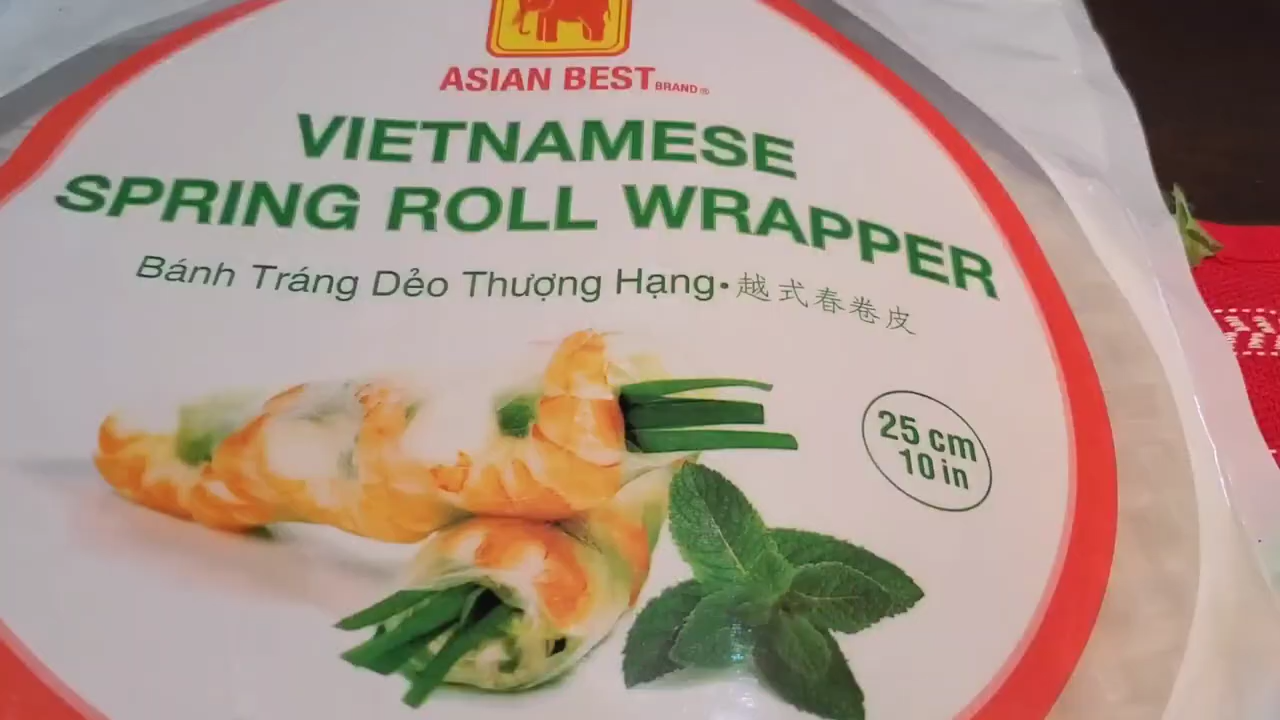 ASIAN BEST BRAND®
VIETNAMESE
SPRING ROLL WRAPPER
Bánh Tráng Dẻo Thượng Hạng • 越式春卷皮
25 cm
10 in